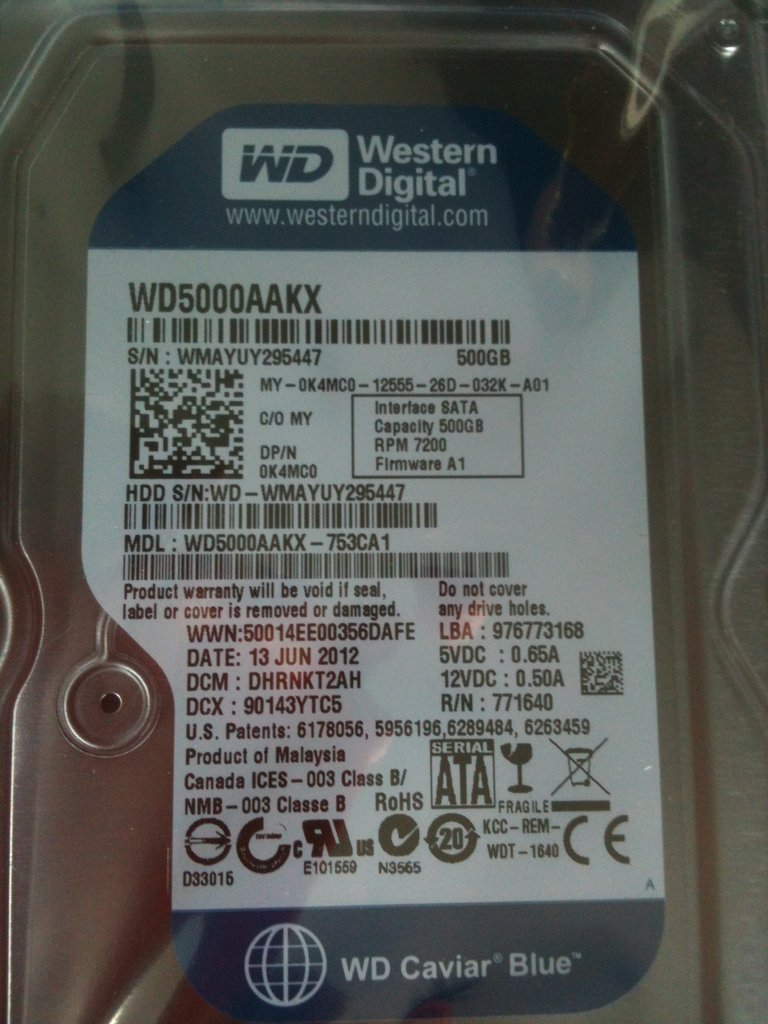 WD Western
Digital®
www.westerndigital.com
WD5000AAKX
S/N : WMAYUY295447 500GB
MY-0K4MC0-12555-26D-032K-A01
C/O MY
DP/N
0K4MC0
Interface SATA
Capacity 500GB
RPM 7200
Firmware A1
HDD S/N:WD-WMAYUY295447
MDL : WD5000AAKX-753CA1
Product warranty will be void if seal,
label or cover is removed or damaged.
Do not cover
any drive holes.
WWN:50014EE00356DAFE LBA : 976773168
DATE: 13 JUN 2012 5VDC : 0.65A
DCM : DHRNKT2AH 12VDC : 0.50A
DCX : 90143YTC5 R/N : 771640
U.S. Patents: 6178056, 5956196,6289484, 6263459
Product of Malaysia
Canada ICES-003 Class B/
NMB-003 Classe B RoHS
SERIAL
ATA
FRAGILE
D33015
c US
E101559
N3565
20
KCC-REM-
WDT-1640
CE
A
WD Caviar® Blue™